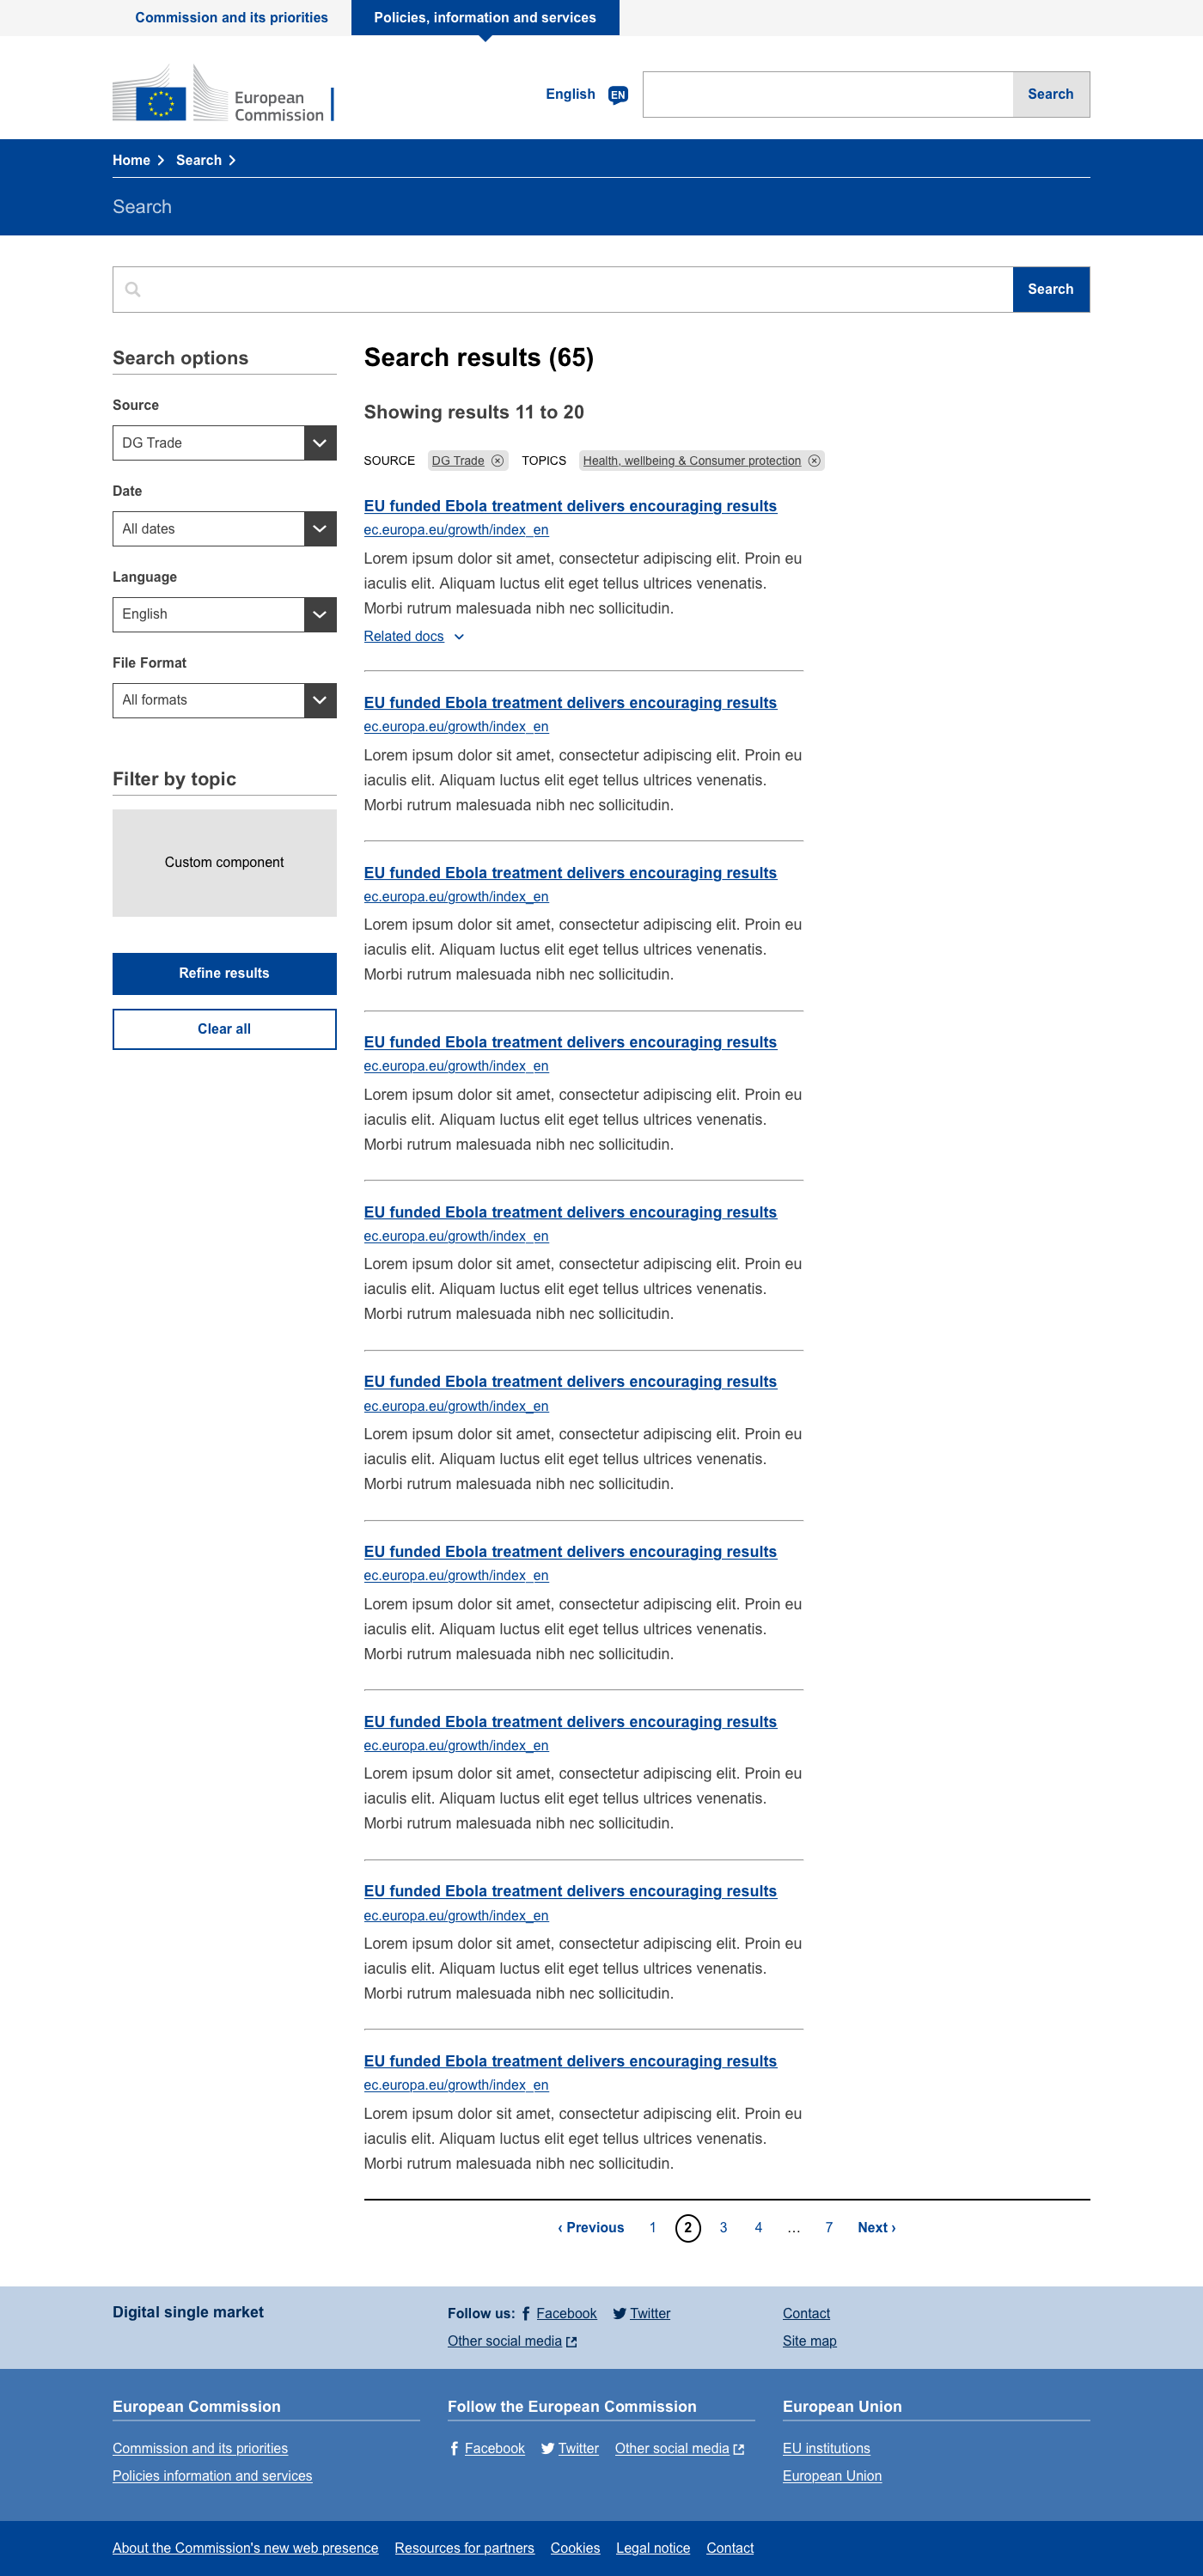 Commission and its priorities
Policies, information and services
European
Commission
English EN
Search
Home Search
Search
Search
Search options
Source
DG Trade
Date
All dates
Language
English
File Format
All formats
Filter by topic
Custom component
Refine results
Clear all
Search results (65)
Showing results 11 to 20
SOURCE DG Trade TOPICS Health, wellbeing & Consumer protection
EU funded Ebola treatment delivers encouraging results
ec.europa.eu/growth/index_en
Lorem ipsum dolor sit amet, consectetur adipiscing elit. Proin eu
iaculis elit. Aliquam luctus elit eget tellus ultrices venenatis.
Morbi rutrum malesuada nibh nec sollicitudin.
Related docs
EU funded Ebola treatment delivers encouraging results
ec.europa.eu/growth/index_en
Lorem ipsum dolor sit amet, consectetur adipiscing elit. Proin eu
iaculis elit. Aliquam luctus elit eget tellus ultrices venenatis.
Morbi rutrum malesuada nibh nec sollicitudin.
EU funded Ebola treatment delivers encouraging results
ec.europa.eu/growth/index_en
Lorem ipsum dolor sit amet, consectetur adipiscing elit. Proin eu
iaculis elit. Aliquam luctus elit eget tellus ultrices venenatis.
Morbi rutrum malesuada nibh nec sollicitudin.
EU funded Ebola treatment delivers encouraging results
ec.europa.eu/growth/index_en
Lorem ipsum dolor sit amet, consectetur adipiscing elit. Proin eu
iaculis elit. Aliquam luctus elit eget tellus ultrices venenatis.
Morbi rutrum malesuada nibh nec sollicitudin.
EU funded Ebola treatment delivers encouraging results
ec.europa.eu/growth/index_en
Lorem ipsum dolor sit amet, consectetur adipiscing elit. Proin eu
iaculis elit. Aliquam luctus elit eget tellus ultrices venenatis.
Morbi rutrum malesuada nibh nec sollicitudin.
EU funded Ebola treatment delivers encouraging results
ec.europa.eu/growth/index_en
Lorem ipsum dolor sit amet, consectetur adipiscing elit. Proin eu
iaculis elit. Aliquam luctus elit eget tellus ultrices venenatis.
Morbi rutrum malesuada nibh nec sollicitudin.
EU funded Ebola treatment delivers encouraging results
ec.europa.eu/growth/index_en
Lorem ipsum dolor sit amet, consectetur adipiscing elit. Proin eu
iaculis elit. Aliquam luctus elit eget tellus ultrices venenatis.
Morbi rutrum malesuada nibh nec sollicitudin.
EU funded Ebola treatment delivers encouraging results
ec.europa.eu/growth/index_en
Lorem ipsum dolor sit amet, consectetur adipiscing elit. Proin eu
iaculis elit. Aliquam luctus elit eget tellus ultrices venenatis.
Morbi rutrum malesuada nibh nec sollicitudin.
EU funded Ebola treatment delivers encouraging results
ec.europa.eu/growth/index_en
Lorem ipsum dolor sit amet, consectetur adipiscing elit. Proin eu
iaculis elit. Aliquam luctus elit eget tellus ultrices venenatis.
Morbi rutrum malesuada nibh nec sollicitudin.
EU funded Ebola treatment delivers encouraging results
ec.europa.eu/growth/index_en
Lorem ipsum dolor sit amet, consectetur adipiscing elit. Proin eu
iaculis elit. Aliquam luctus elit eget tellus ultrices venenatis.
Morbi rutrum malesuada nibh nec sollicitudin.
‹ Previous 1 2 3 4 … 7 Next ›
Digital single market
Follow us: Facebook Twitter
Other social media
Contact
Site map
European Commission
Commission and its priorities
Policies information and services
Follow the European Commission
Facebook Twitter Other social media
European Union
EU institutions
European Union
About the Commission's new web presence Resources for partners Cookies Legal notice Contact